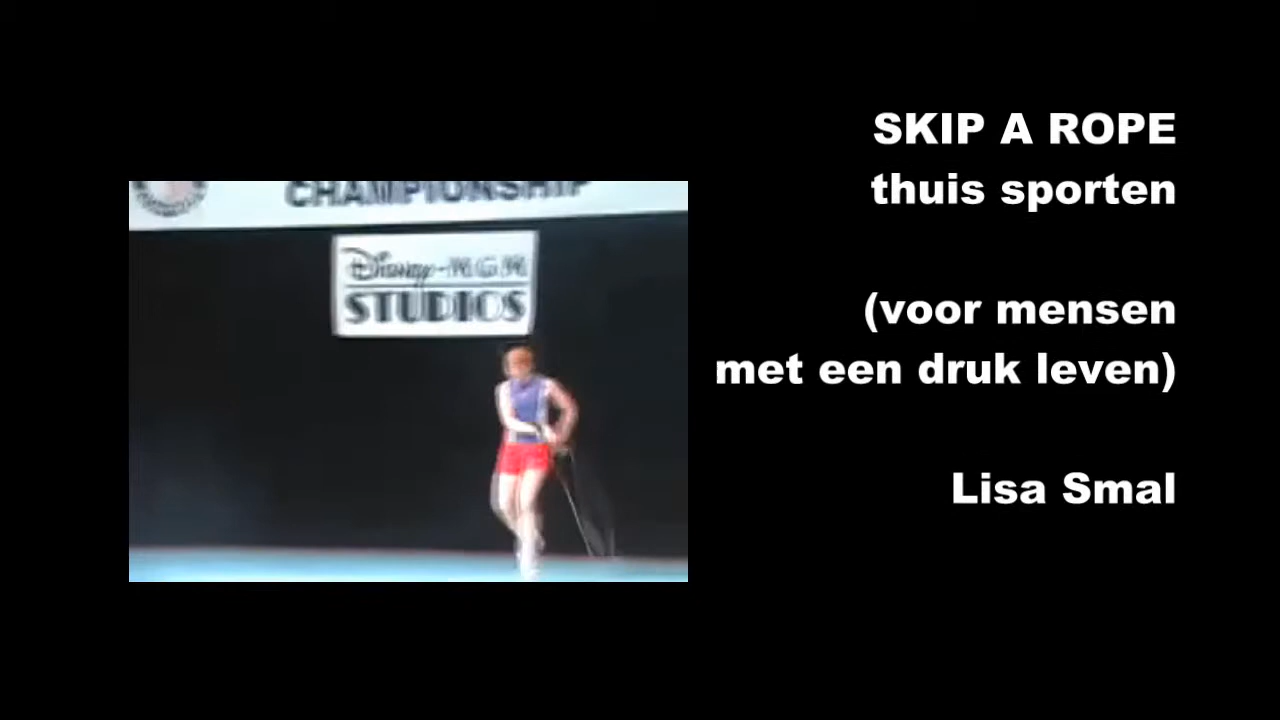 CHAMPIONSHIP
Disney-MGM
STUDIOS
SKIP A ROPE
thuis sporten
(voor mensen
met een druk leven)
Lisa Smal